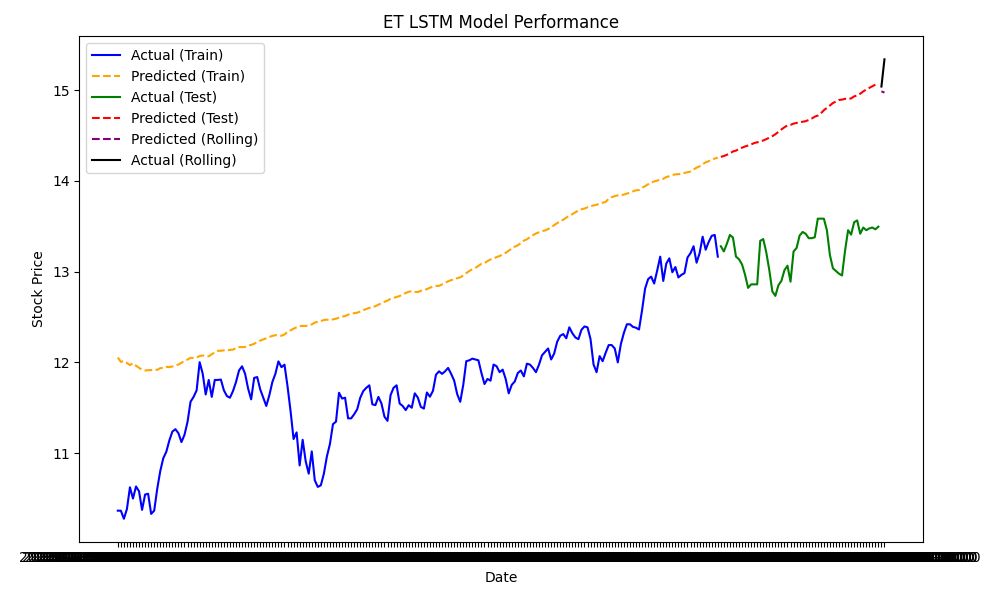 ET LSTM Model Performance
Actual (Train)
Predicted (Train)
Actual (Test)
Predicted (Test)
Predicted (Rolling)
Actual (Rolling)
15
14
13
12
11
Stock Price
Date